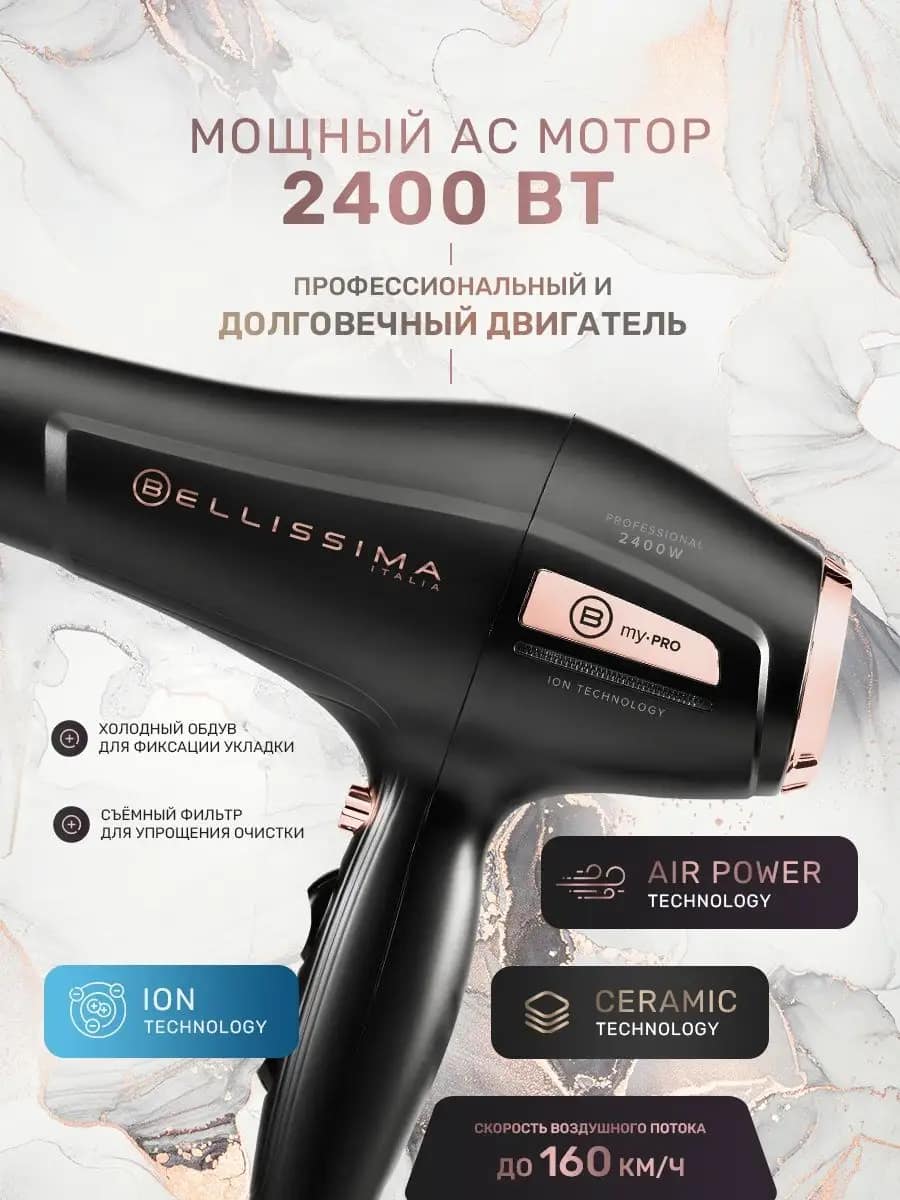 МОЩНЫЙ АС МОТОР
2400 ВТ
ПРОФЕССИОНАЛЬНЫЙ И
ДОЛГОВЕЧНЫЙ ДВИГАТЕЛЬ
BELLISSIMA
ITALIA
PROFESSIONAL
2400W
B my•PRO
ION TECHNOLOGY
ХОЛОДНЫЙ ОБДУВ
ДЛЯ ФИКСАЦИИ УКЛАДКИ
СЪЁМНЫЙ ФИЛЬТР
ДЛЯ УПРОЩЕНИЯ ОЧИСТКИ
AIR POWER
TECHNOLOGY
ION
TECHNOLOGY
CERAMIC
TECHNOLOGY
СКОРОСТЬ ВОЗДУШНОГО ПОТОКА
ДО 160 КМ/Ч